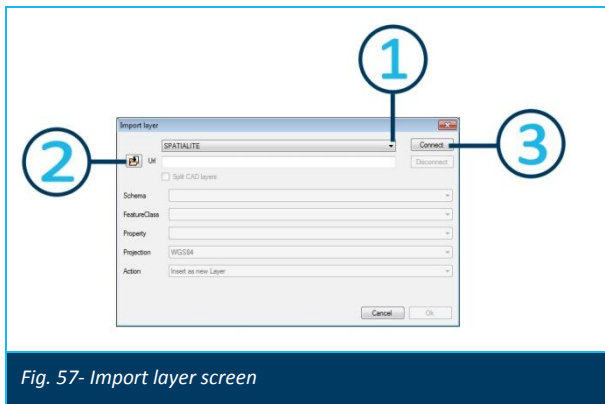 1
Import layer
SPATIALITE
Connect
3
2
Url
Disconnect
Split CAD layers
Schema
FeatureClass
Property
Projection WGS84
Action Insert as new Layer
Cancel Ok
Fig. 57- Import layer screen